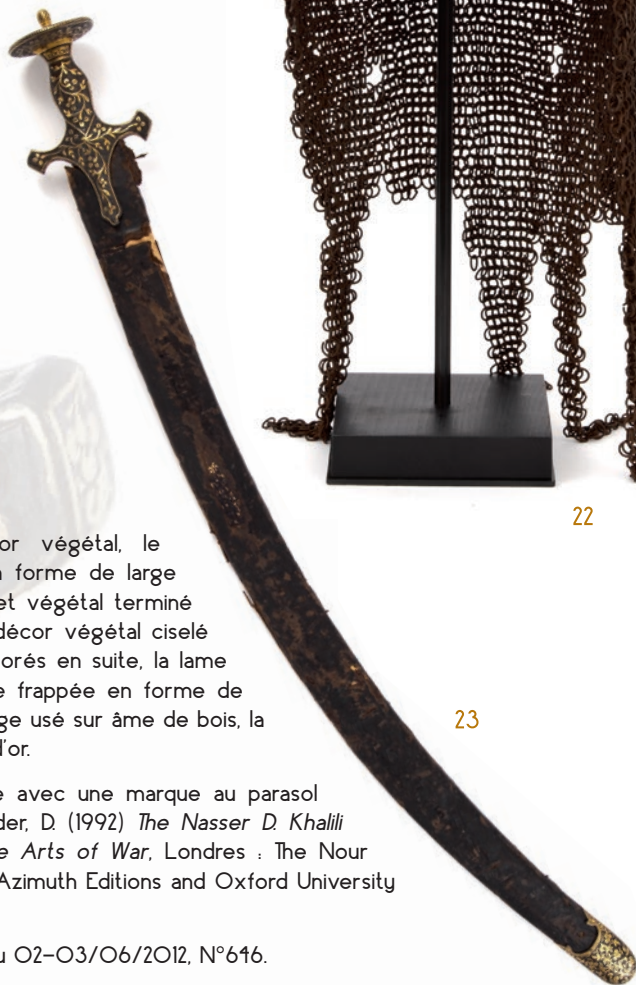 22
or végétal, le
forme de large
et végétal terminé
décor végétal ciselé
orés en suite, la lame
frappée en forme de
ge usé sur âme de bois, la
d'or.
23
avec une marque au parasol
der, D. (1992) The Nasser D. Khalili
Arts of War, Londres : The Nour
Azimuth Editions and Oxford University
u 02-03/06/2012, N°646.